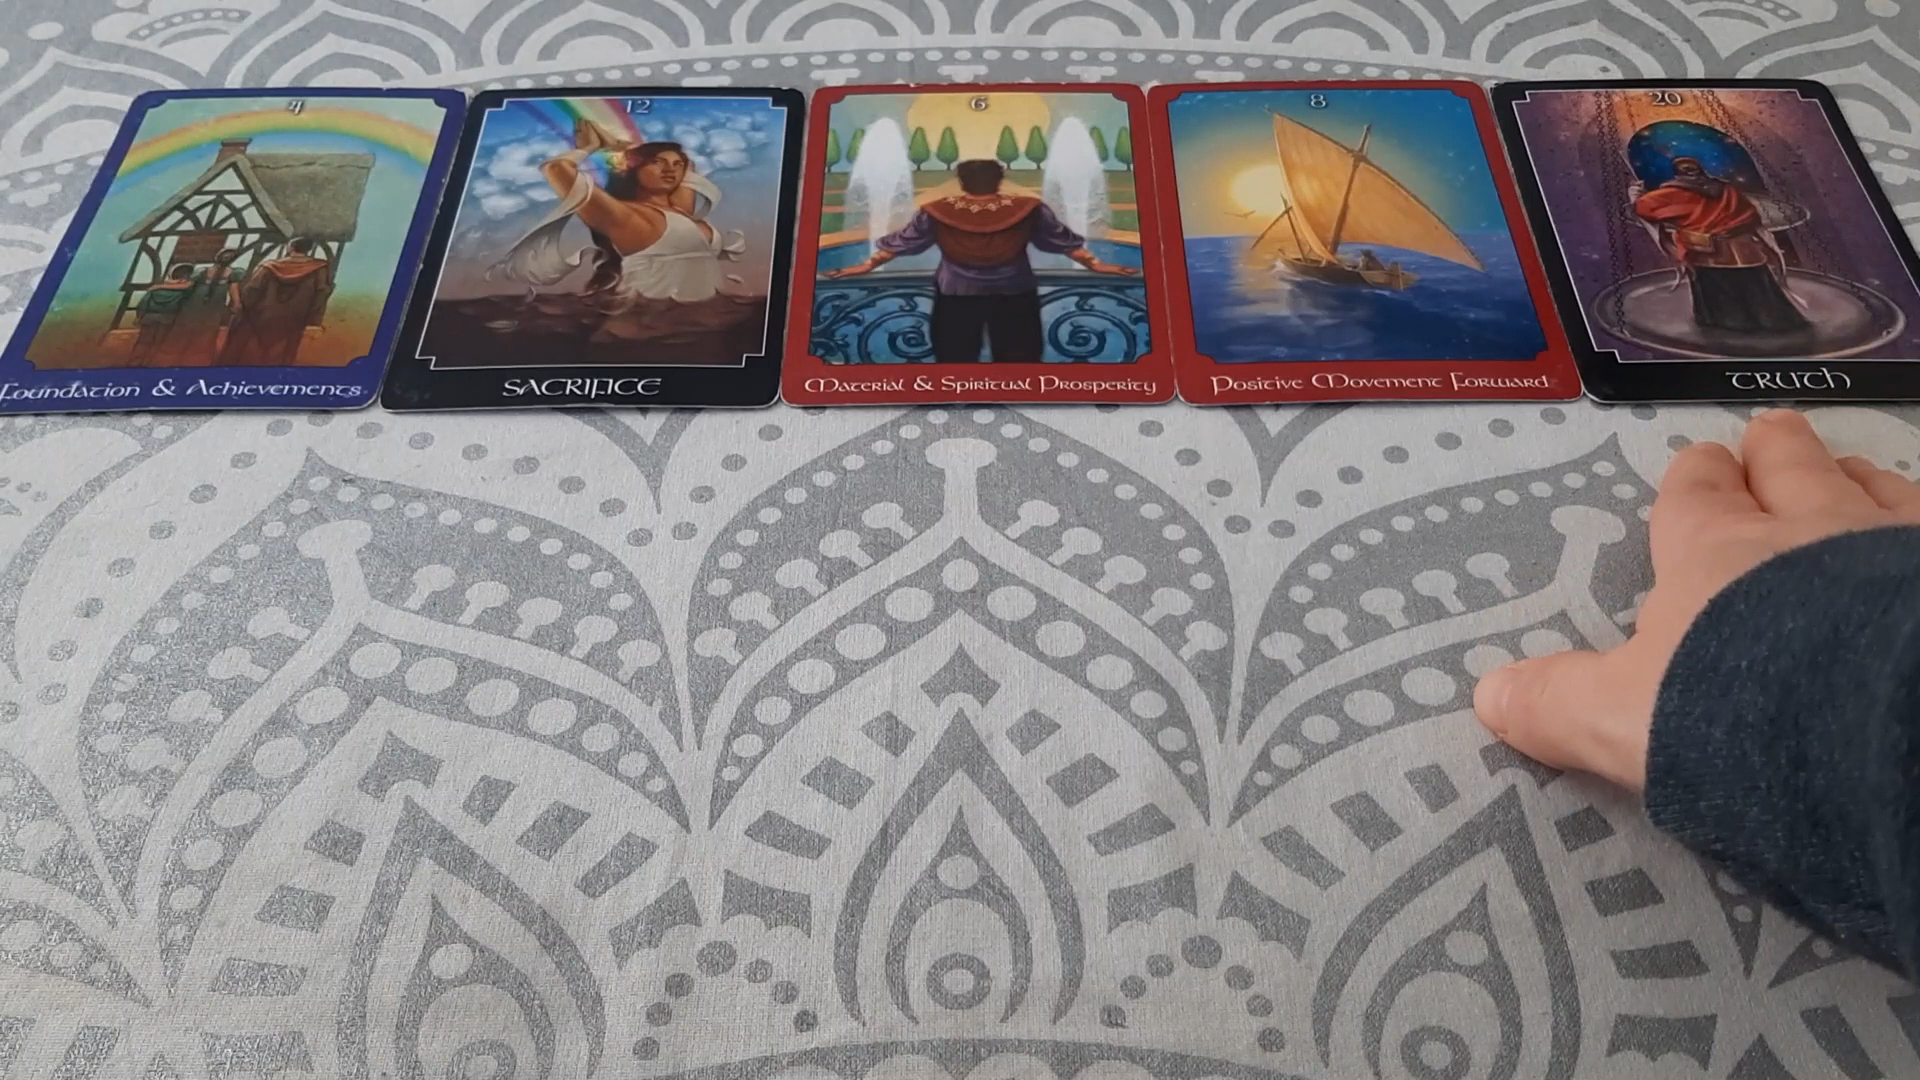 4
Foundation & Achievements
12
SACRIFICE
6
Material & Spiritual Prosperity
8
Positive Movement Forward
20
TRUTH